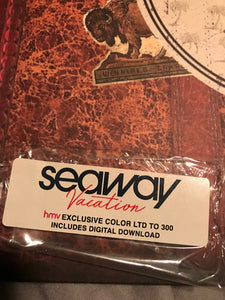 seaway
Vacation
hmv EXCLUSIVE COLOR LTD TO 300
INCLUDES DIGITAL DOWNLOAD